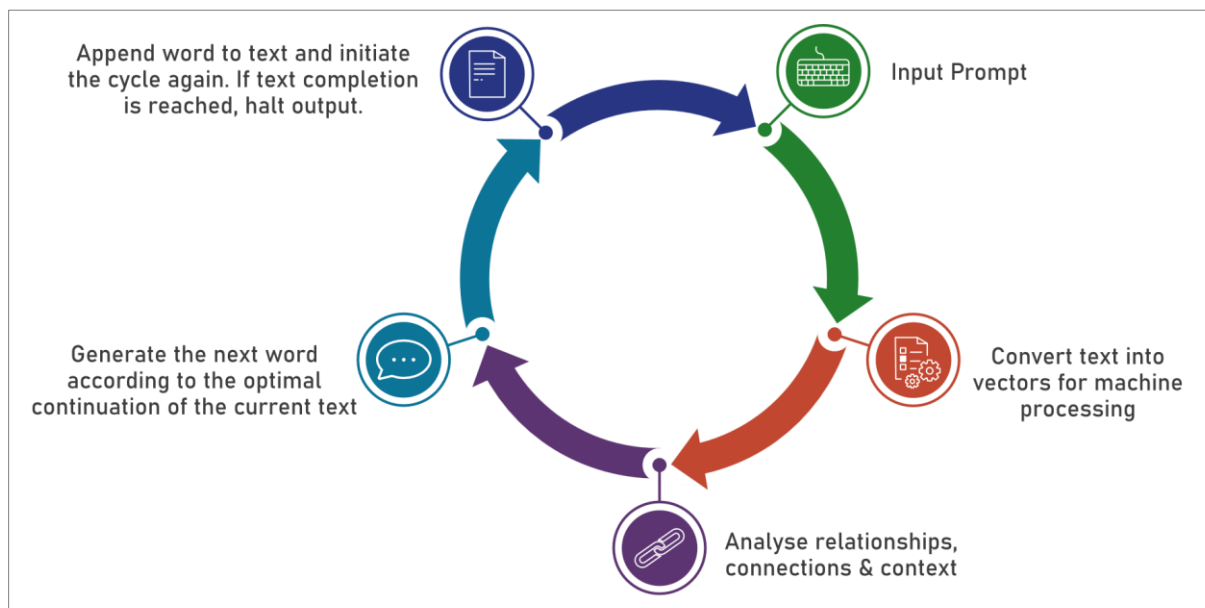 Append word to text and initiate
the cycle again. If text completion
is reached, halt output.
Input Prompt
Convert text into
vectors for machine
processing
Analyse relationships,
connections & context
Generate the next word
according to the optimal
continuation of the current text